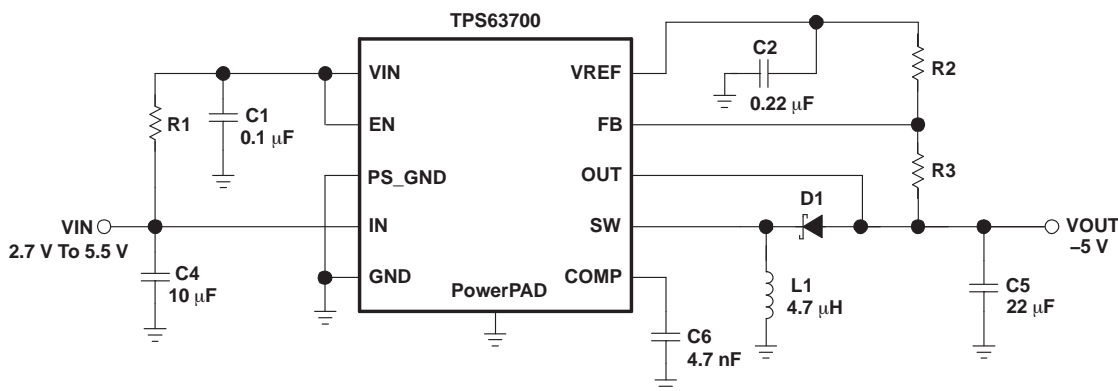 TPS63700
VIN
EN
PS_GND
IN
GND
VREF
FB
OUT
SW
COMP
PowerPAD
R1
C1
0.1 μF
VIN
2.7 V To 5.5 V
C4
10 μF
C2
0.22 μF
R2
R3
D1
L1
4.7 μH
C6
4.7 nF
VOUT
–5 V
C5
22 μF